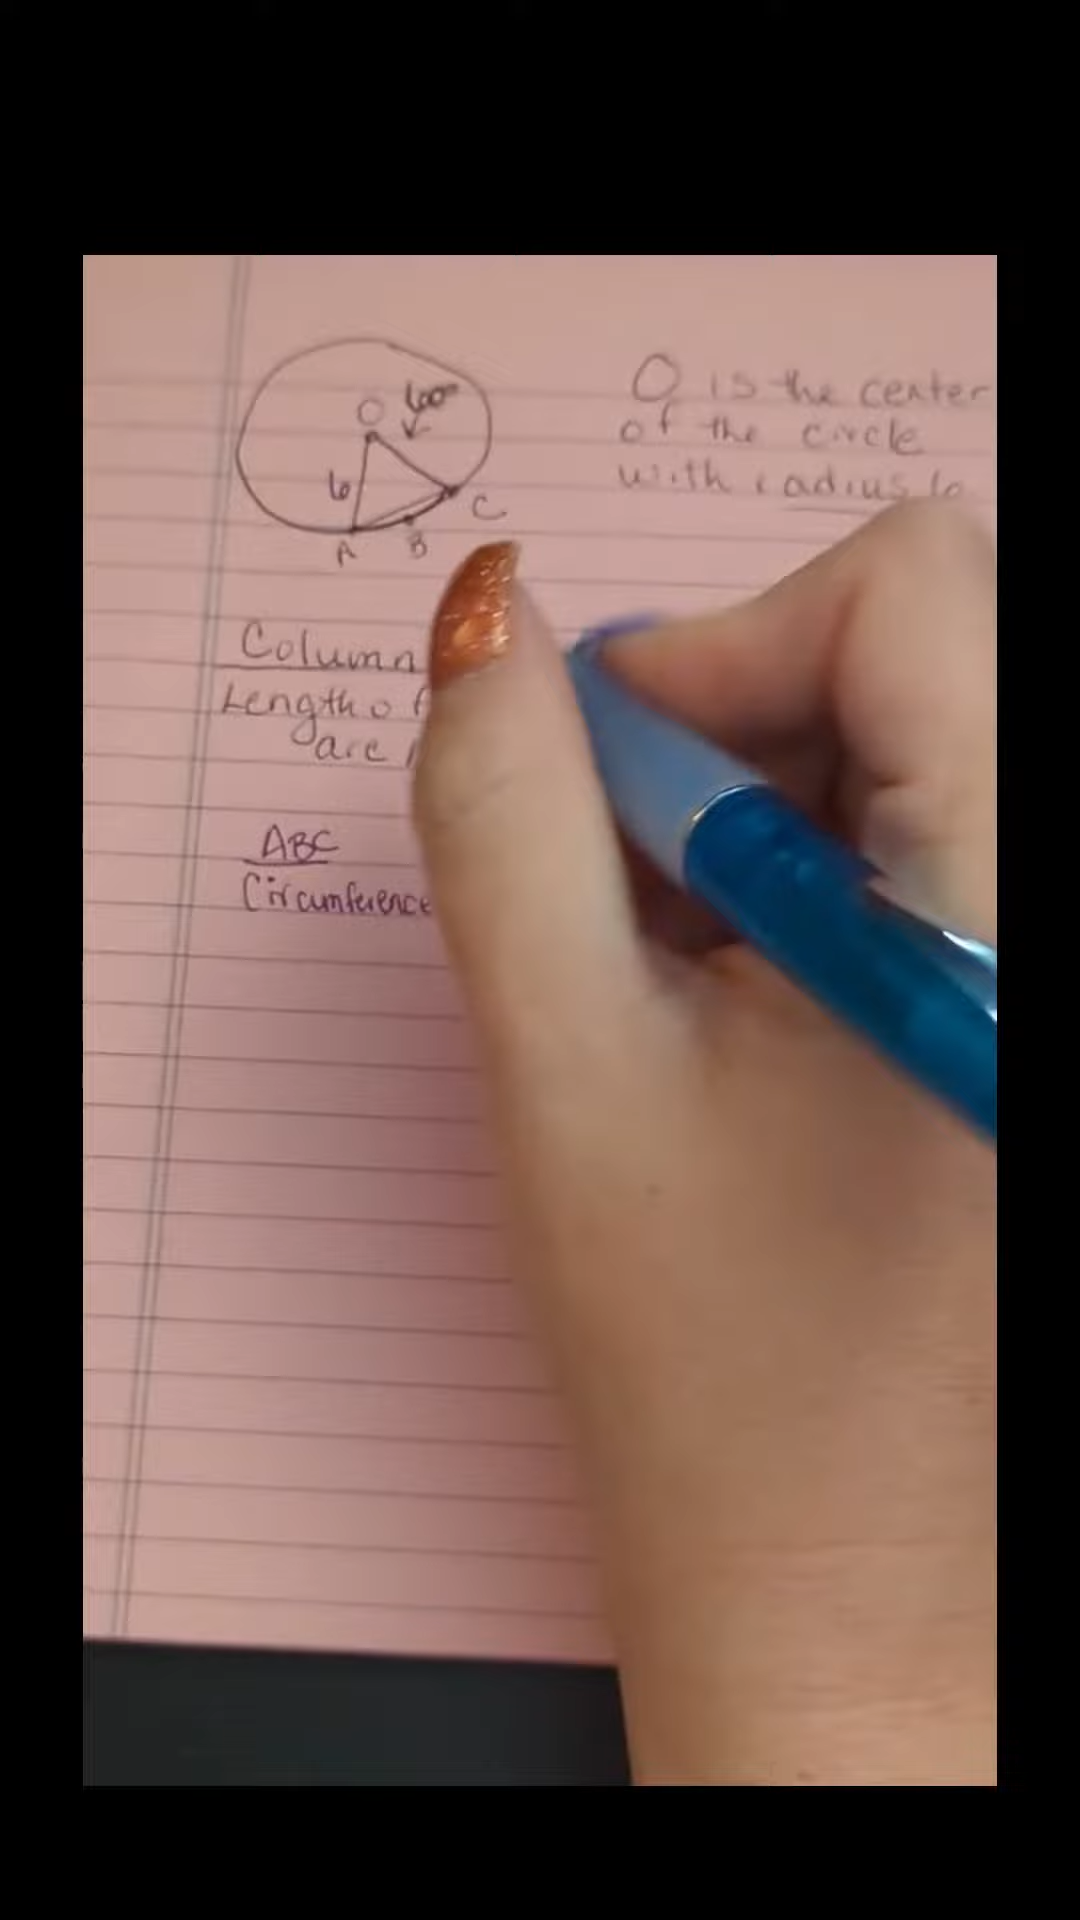 O
60°
6
C
A
B
O is the center
of the circle
with radius 6
Column
Length of
arc
ABC
Circumference